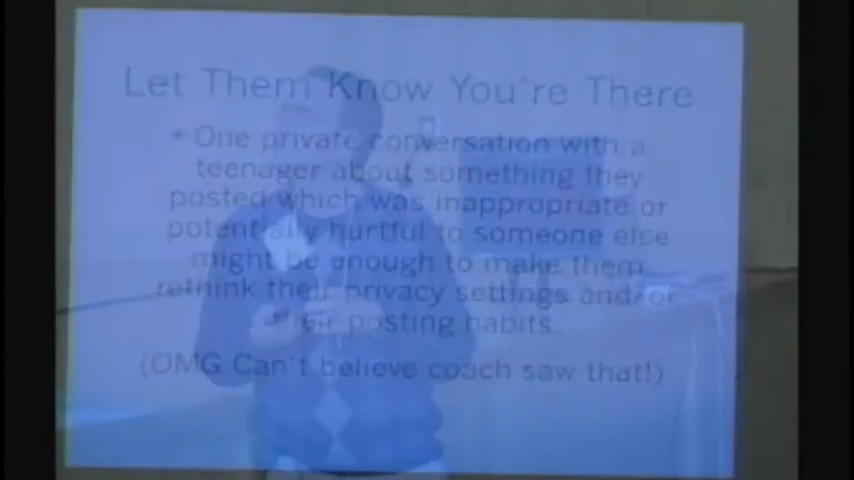 Let Them Know You're There
• One private conversation with a
teenager about something they
posted which was inappropriate or
potentially hurtful to someone else
might be enough to make them
rethink their privacy settings and/or
their posting habits.
(OMG Can't believe coach saw that!)